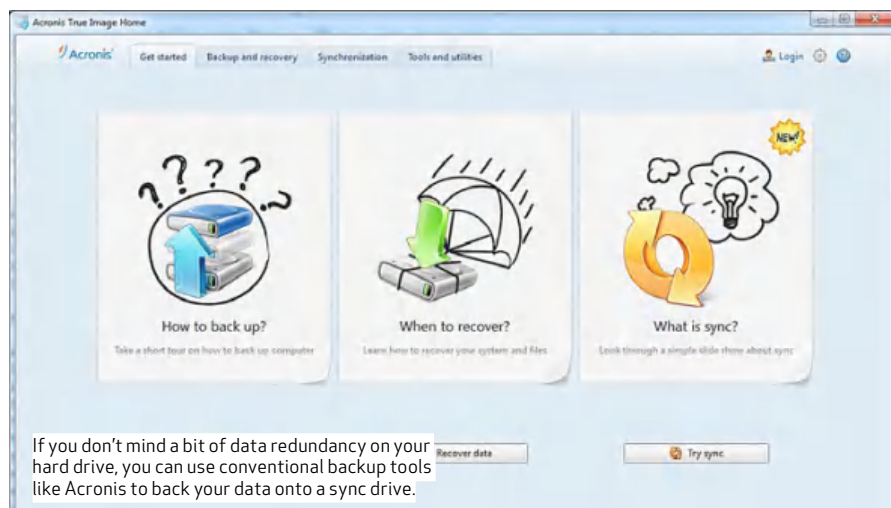 Acronis True Image Home
Acronis
Get started Backup and recovery Synchronization Tools and utilities
Login
NEW!
How to back up?
Take a short tour on how to back up computer
When to recover?
Learn how to recover your system and files
What is sync?
Look through a simple slide show about sync
Recover data
Try sync
If you don't mind a bit of data redundancy on your
hard drive, you can use conventional backup tools
like Acronis to back your data onto a sync drive.